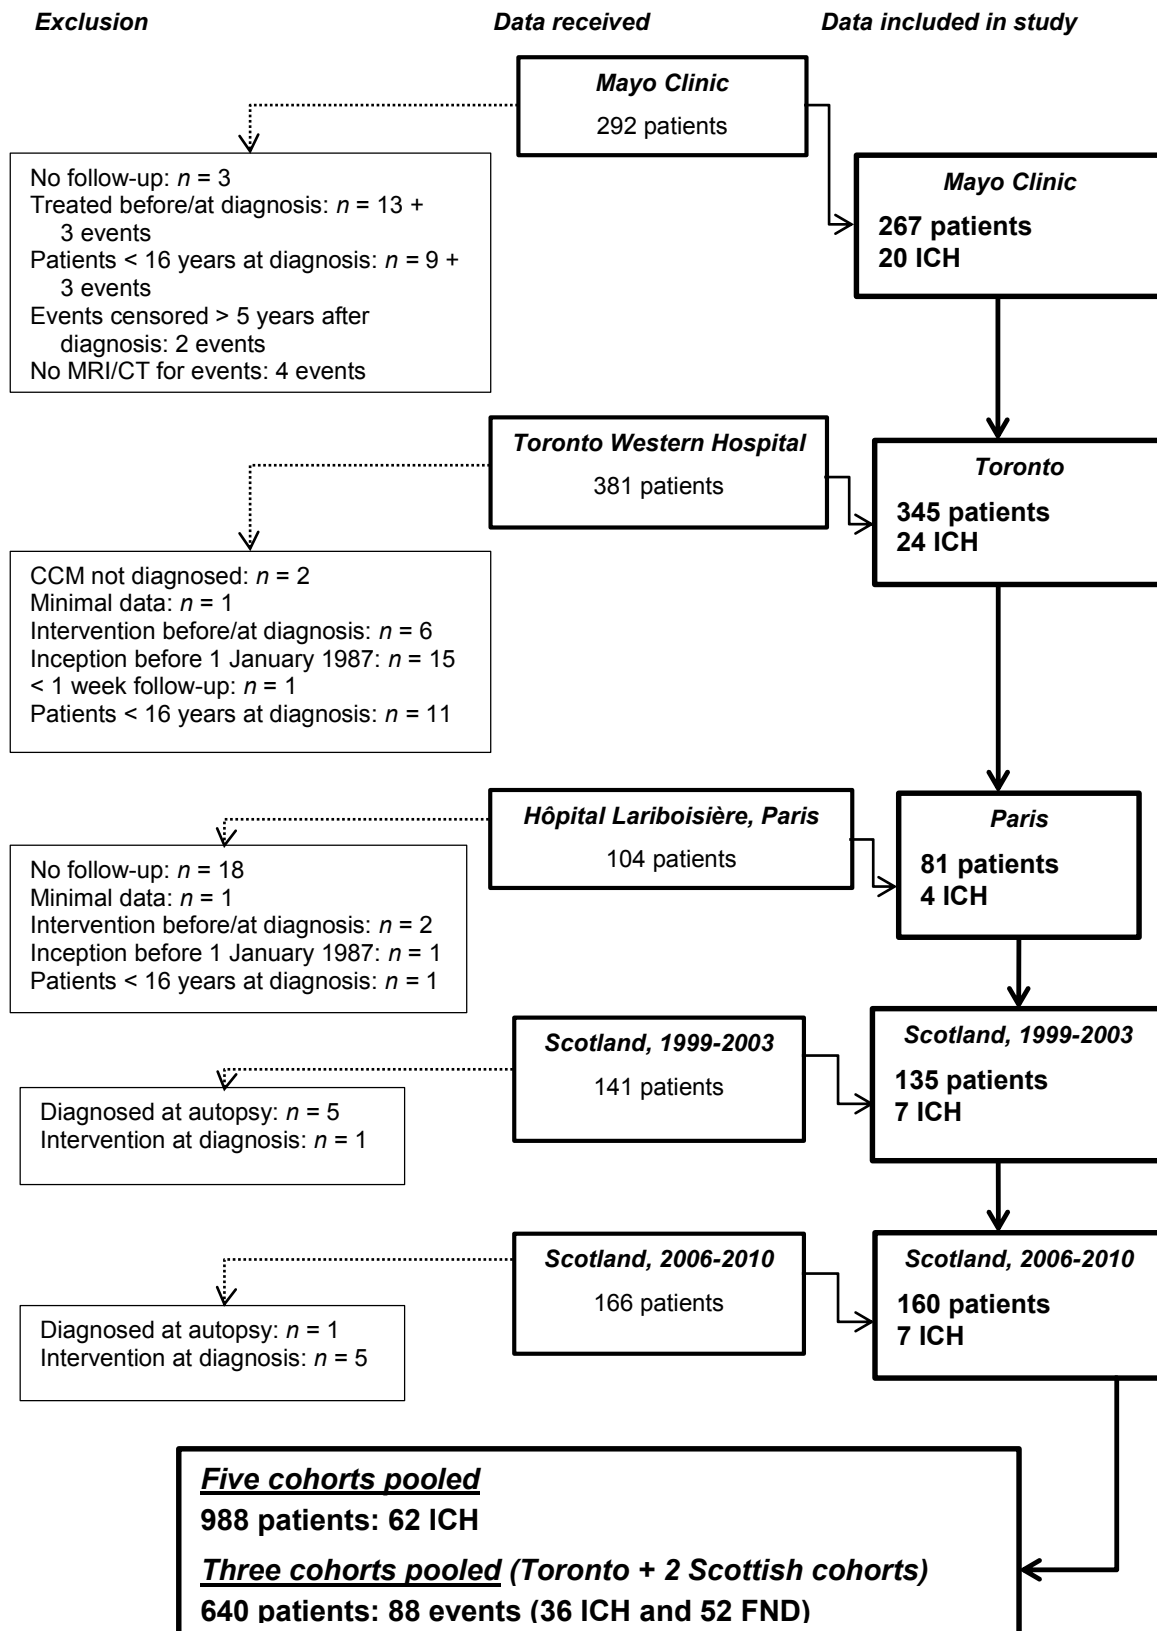 Exclusion
Data received
Data included in study
Mayo Clinic
292 patients
Mayo Clinic
267 patients
20 ICH
No follow-up: n = 3
Treated before/at diagnosis: n = 13 +
3 events
Patients < 16 years at diagnosis: n = 9 +
3 events
Events censored > 5 years after
diagnosis: 2 events
No MRI/CT for events: 4 events
Toronto Western Hospital
381 patients
Toronto
345 patients
24 ICH
CCM not diagnosed: n = 2
Minimal data: n = 1
Intervention before/at diagnosis: n = 6
Inception before 1 January 1987: n = 15
< 1 week follow-up: n = 1
Patients < 16 years at diagnosis: n = 11
Hôpital Lariboisière, Paris
104 patients
Paris
81 patients
4 ICH
No follow-up: n = 18
Minimal data: n = 1
Intervention before/at diagnosis: n = 2
Inception before 1 January 1987: n = 1
Patients < 16 years at diagnosis: n = 1
Scotland, 1999-2003
141 patients
Scotland, 1999-2003
135 patients
7 ICH
Diagnosed at autopsy: n = 5
Intervention at diagnosis: n = 1
Scotland, 2006-2010
166 patients
Scotland, 2006-2010
160 patients
7 ICH
Diagnosed at autopsy: n = 1
Intervention at diagnosis: n = 5
Five cohorts pooled
988 patients: 62 ICH
Three cohorts pooled (Toronto + 2 Scottish cohorts)
640 patients: 88 events (36 ICH and 52 FND)